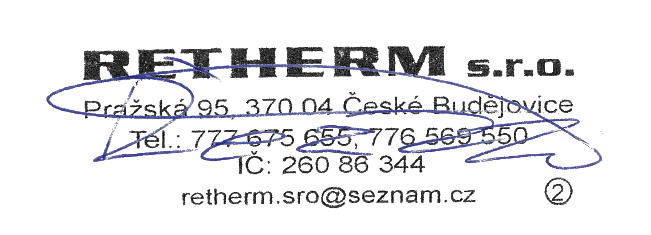 RETHERM s.r.o.
Pražská 95, 370 04 České Budějovice
Tel.: 777 675 655, 776 569 550
IČ: 260 86 344
retherm.sro@seznam.cz
2